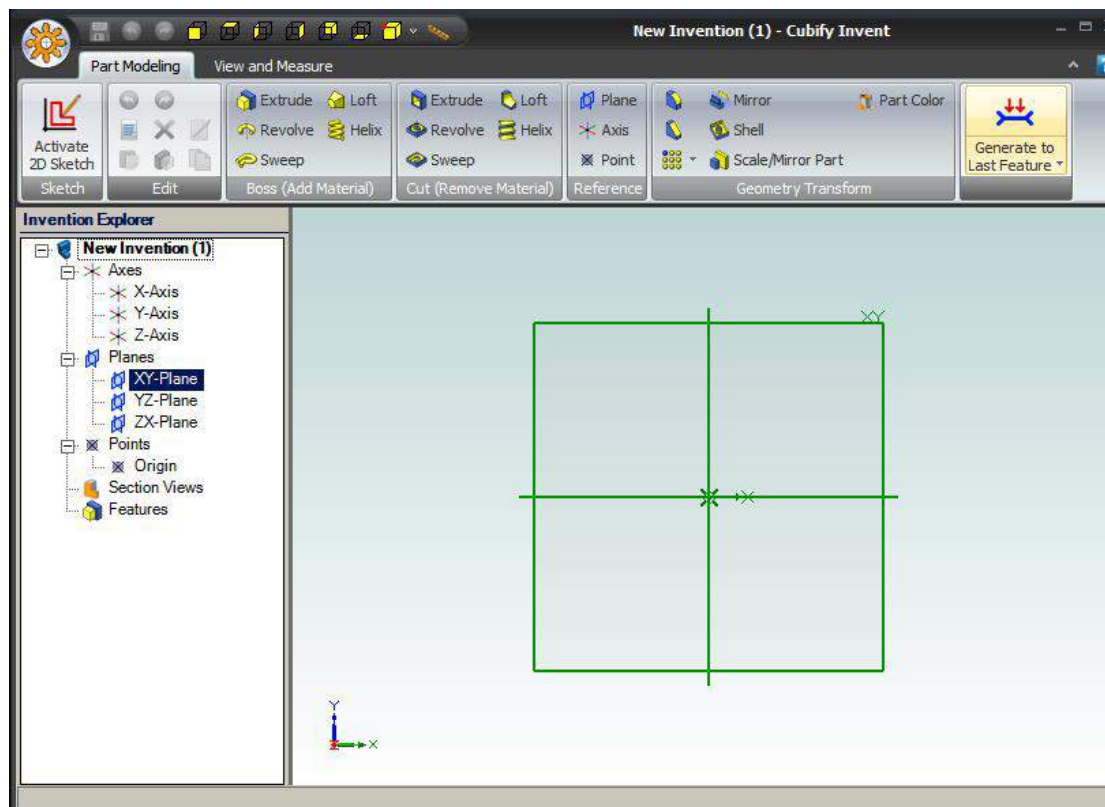 New Invention (1) - Cubify Invent
Part Modeling View and Measure
Activate 2D Sketch
Sketch
Edit
Extrude Loft
Revolve Helix
Sweep
Boss (Add Material)
Extrude Loft
Revolve Helix
Sweep
Cut (Remove Material)
Plane
Axis
Point
Reference
Mirror Part Color
Shell
Scale/Mirror Part
Geometry Transform
Generate to
Last Feature
Invention Explorer
New Invention (1)
Axes
X-Axis
Y-Axis
Z-Axis
Planes
XY-Plane
YZ-Plane
ZX-Plane
Points
Origin
Section Views
Features
XY
X
Y
X